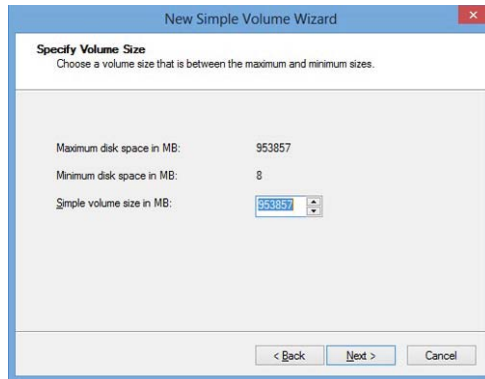 New Simple Volume Wizard
Specify Volume Size
Choose a volume size that is between the maximum and minimum sizes.
Maximum disk space in MB: 953857
Minimum disk space in MB: 8
Simple volume size in MB: 953857
< Back Next > Cancel